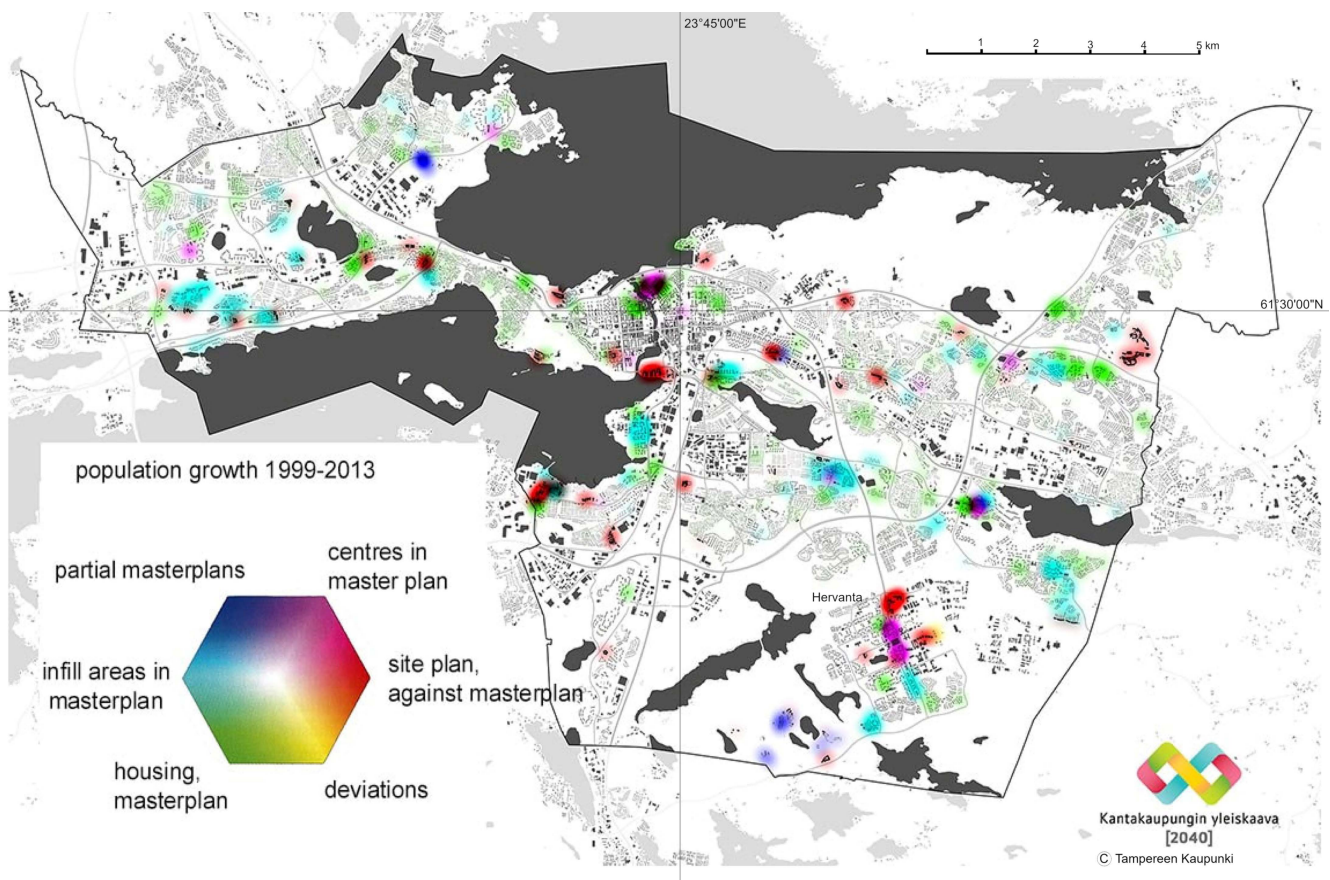 23°45'00"E
1 2 3 4 5 km
61°30'00"N
population growth 1999-2013
centres in
master plan
partial masterplans
infill areas in
masterplan
site plan,
against masterplan
housing,
masterplan
deviations
Hervanta
Kantakaupungin yleiskaava
[2040]
© Tampereen Kaupunki